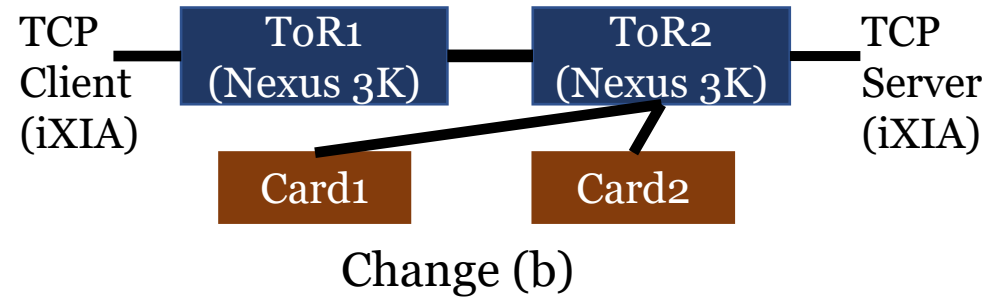 TCP
Client
(iXIA)
ToR1
(Nexus 3K)
ToR2
(Nexus 3K)
TCP
Server
(iXIA)
Card1
Card2
Change (b)